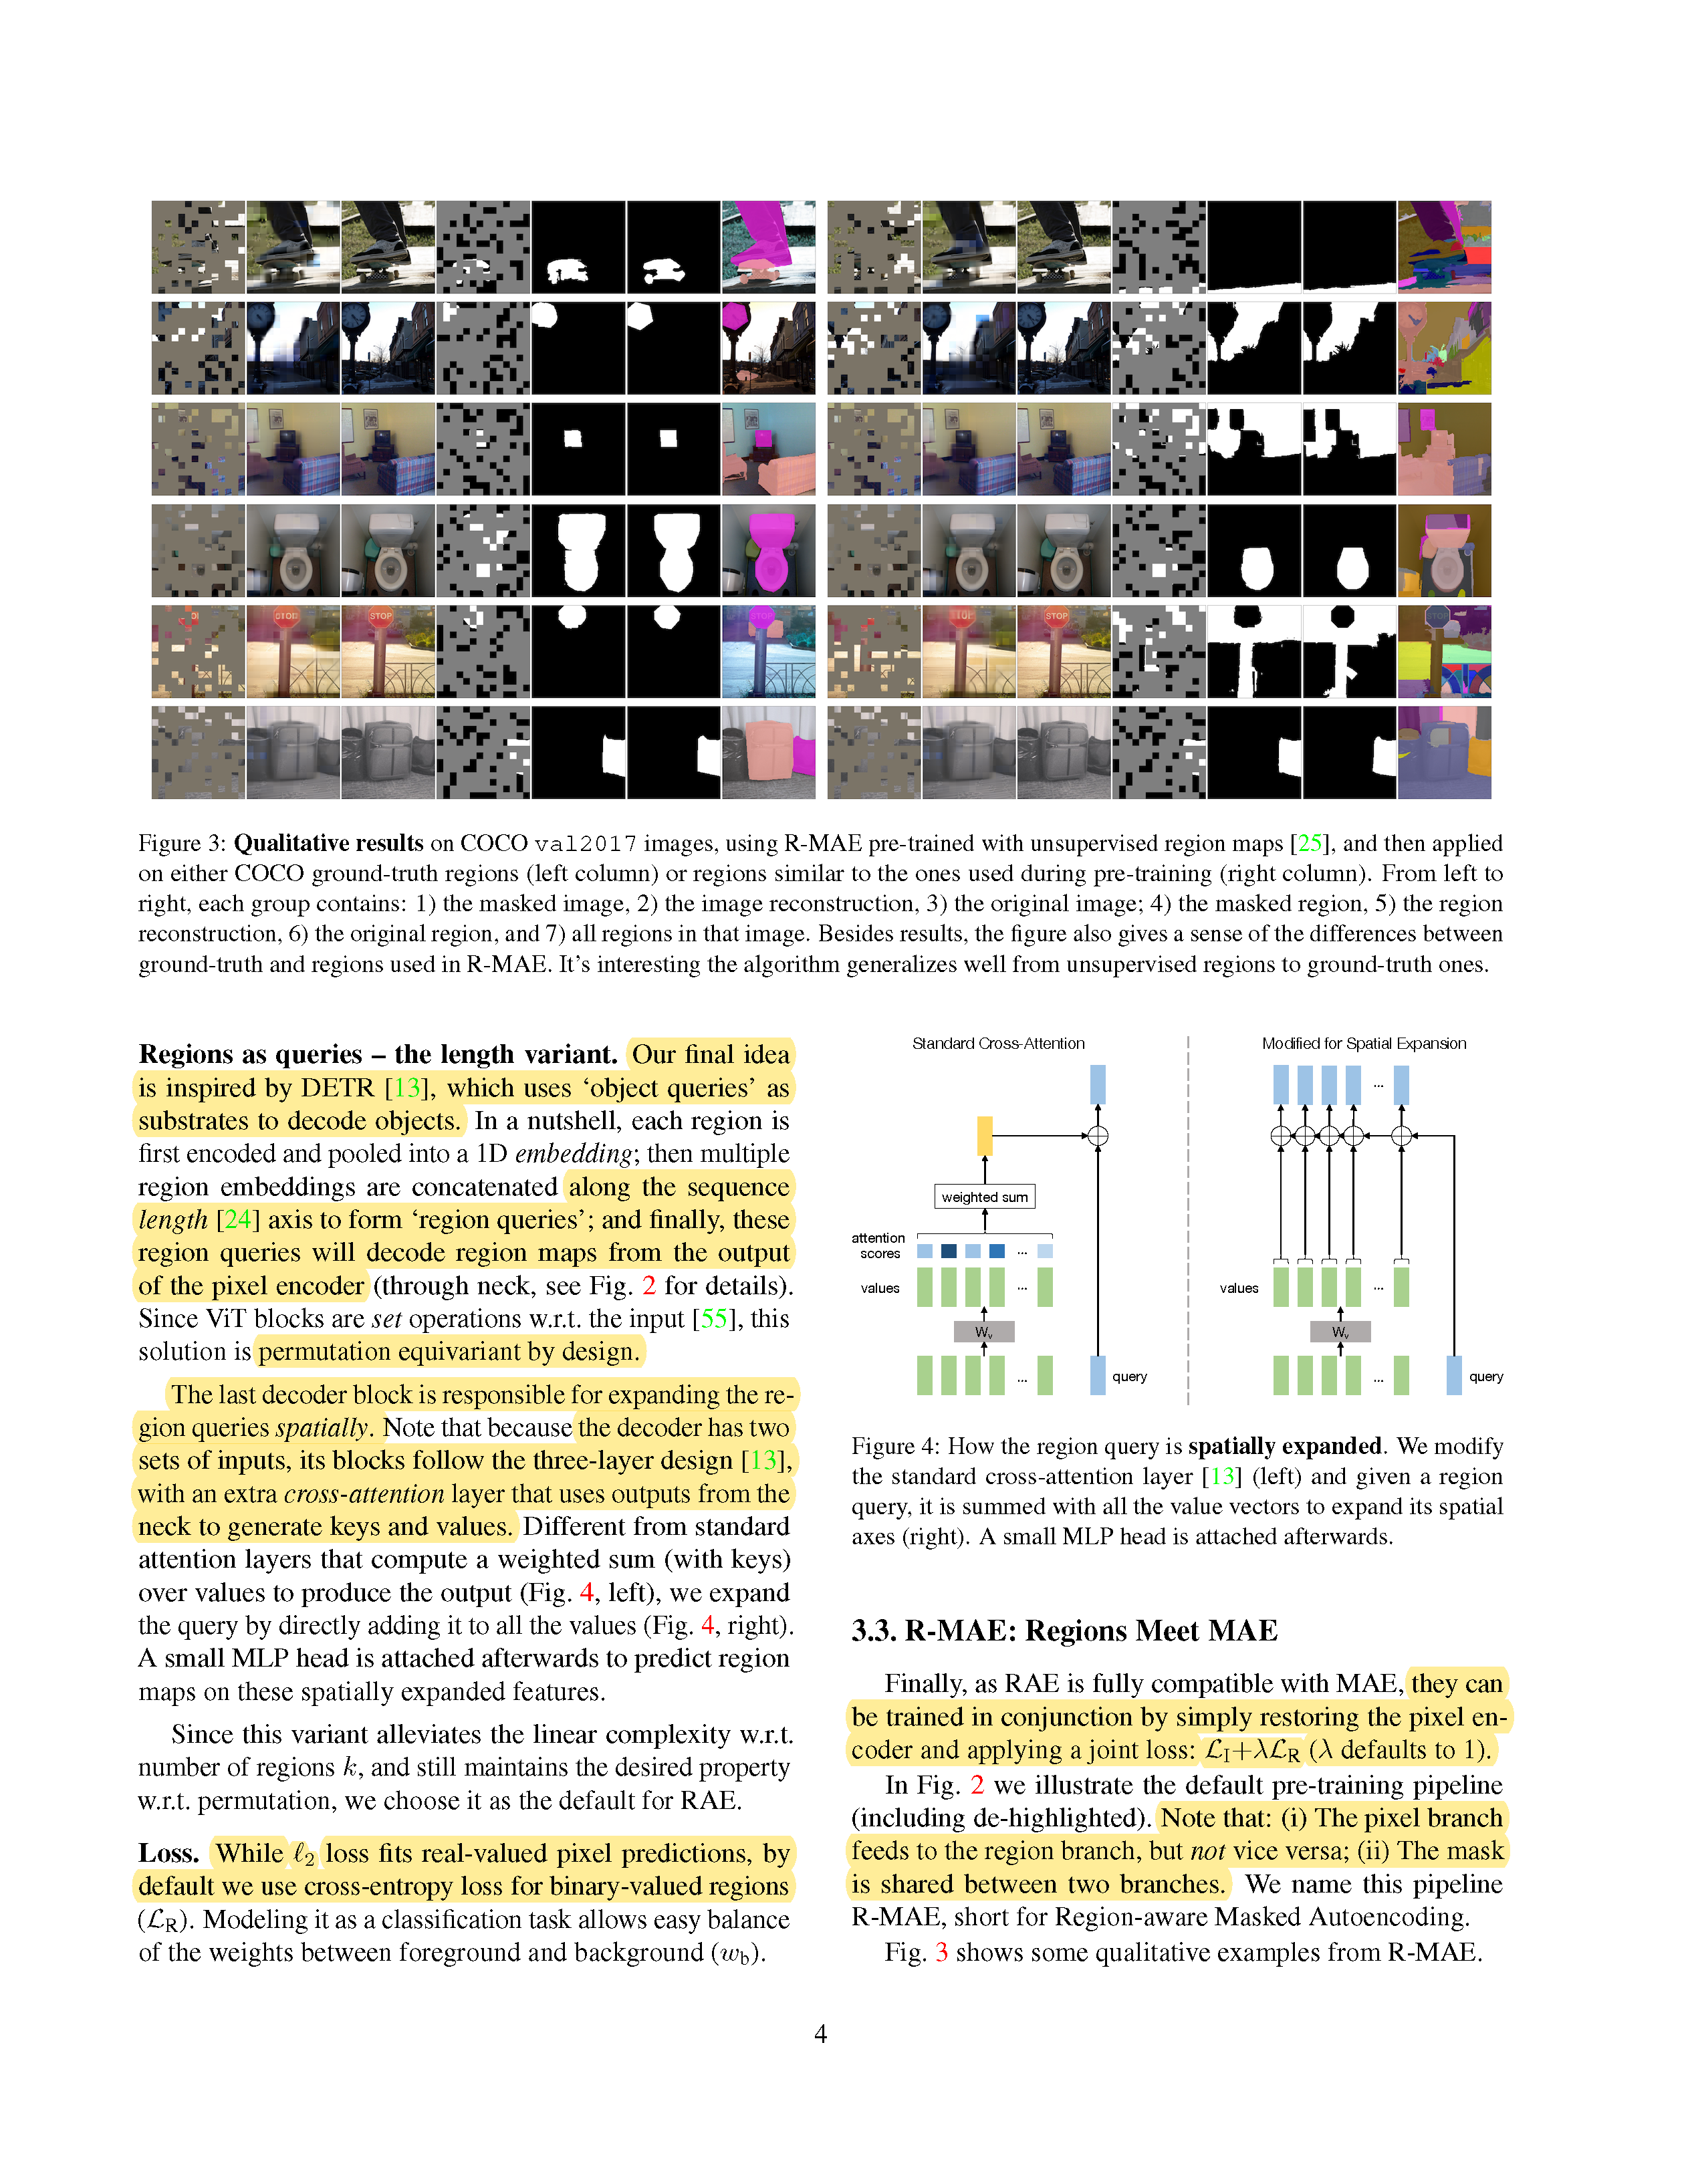 STOP
STOP
Figure 3: Qualitative results on COCO val2017 images, using R-MAE pre-trained with unsupervised region maps [25], and then applied
on either COCO ground-truth regions (left column) or regions similar to the ones used during pre-training (right column). From left to
right, each group contains: 1) the masked image, 2) the image reconstruction, 3) the original image; 4) the masked region, 5) the region
reconstruction, 6) the original region, and 7) all regions in that image. Besides results, the figure also gives a sense of the differences between
ground-truth and regions used in R-MAE. It's interesting the algorithm generalizes well from unsupervised regions to ground-truth ones.
Regions as queries – the length variant. Our final idea
is inspired by DETR [13], which uses 'object queries' as
substrates to decode objects. In a nutshell, each region is
first encoded and pooled into a 1D embedding; then multiple
region embeddings are concatenated along the sequence
length [24] axis to form 'region queries'; and finally, these
region queries will decode region maps from the output
of the pixel encoder (through neck, see Fig. 2 for details).
Since ViT blocks are set operations w.r.t. the input [55], this
solution is permutation equivariant by design.
The last decoder block is responsible for expanding the re-
gion queries spatially. Note that because the decoder has two
sets of inputs, its blocks follow the three-layer design [13],
with an extra cross-attention layer that uses outputs from the
neck to generate keys and values. Different from standard
attention layers that compute a weighted sum (with keys)
over values to produce the output (Fig. 4, left), we expand
the query by directly adding it to all the values (Fig. 4, right).
A small MLP head is attached afterwards to predict region
maps on these spatially expanded features.
Since this variant alleviates the linear complexity w.r.t.
number of regions k, and still maintains the desired property
w.r.t. permutation, we choose it as the default for RAE.
Loss. While ℓ₂ loss fits real-valued pixel predictions, by
default we use cross-entropy loss for binary-valued regions
(ℒ_R). Modeling it as a classification task allows easy balance
of the weights between foreground and background (w_b).
Standard Cross-Attention
weighted sum
attention
scores
...
values
...
W_v
...
query
Modified for Spatial Expansion
...
values
...
W_v
...
query
Figure 4: How the region query is spatially expanded. We modify
the standard cross-attention layer [13] (left) and given a region
query, it is summed with all the value vectors to expand its spatial
axes (right). A small MLP head is attached afterwards.
3.3. R-MAE: Regions Meet MAE
Finally, as RAE is fully compatible with MAE, they can
be trained in conjunction by simply restoring the pixel en-
coder and applying a joint loss: ℒ_I+λℒ_R (λ defaults to 1).
In Fig. 2 we illustrate the default pre-training pipeline
(including de-highlighted). Note that: (i) The pixel branch
feeds to the region branch, but not vice versa; (ii) The mask
is shared between two branches. We name this pipeline
R-MAE, short for Region-aware Masked Autoencoding.
Fig. 3 shows some qualitative examples from R-MAE.
4